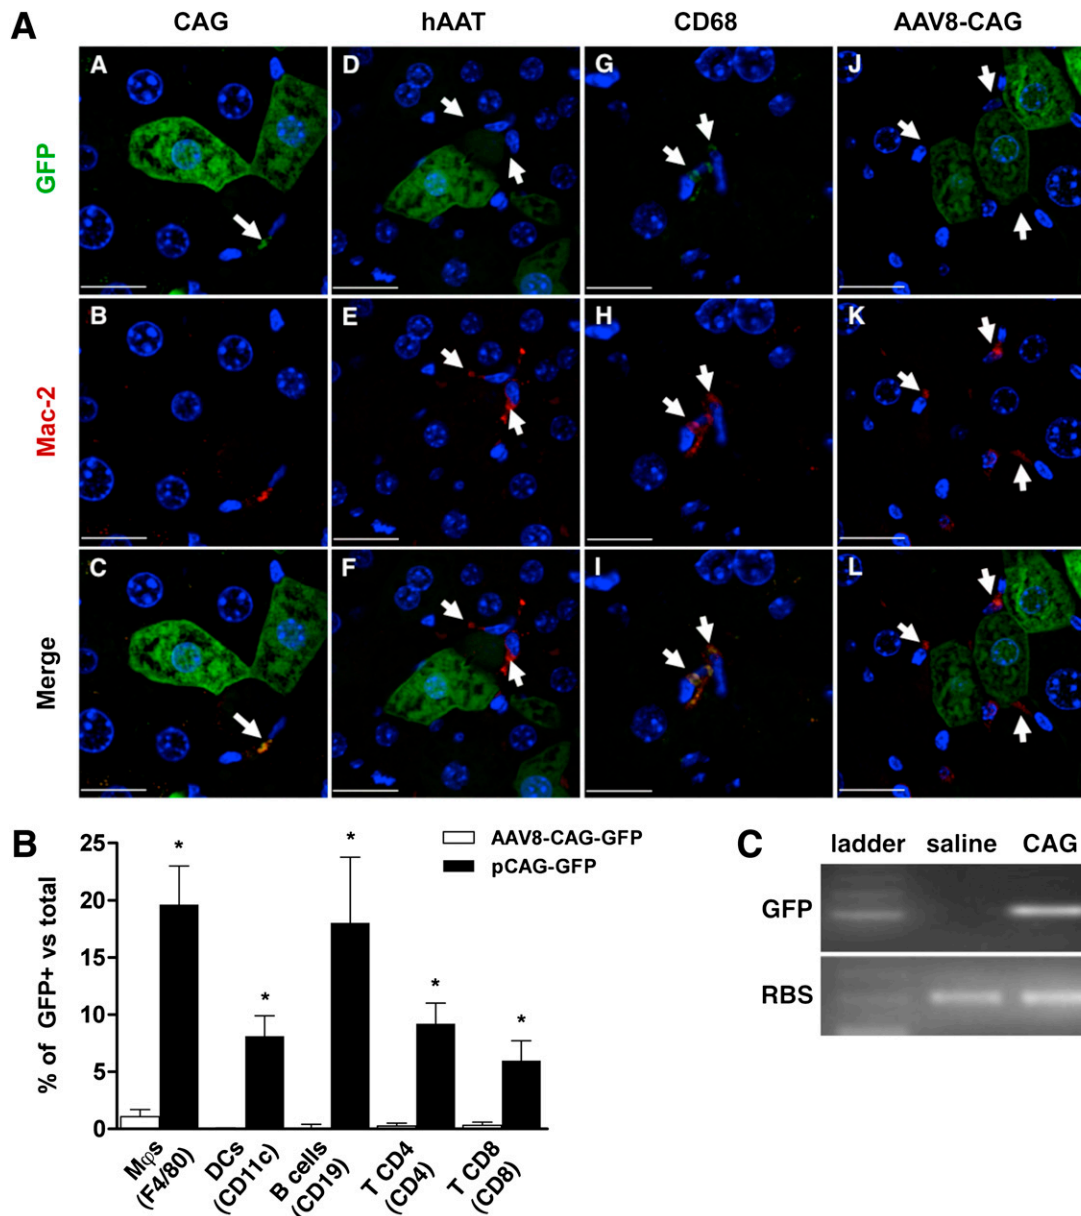 A
CAG
hAAT
CD68
AAV8-CAG
GFP
A
D
G
J
Mac-2
B
E
H
K
Merge
C
F
I
L
B
% of GFP+ vs total
25
20
15
10
5
0
*
*
*
*
*
AAV8-CAG-GFP
pCAG-GFP
Mφs
(F4/80)
DCs
(CD11c)
B cells
(CD19)
T CD4
(CD4)
T CD8
(CD8)
C
ladder saline CAG
GFP
RBS